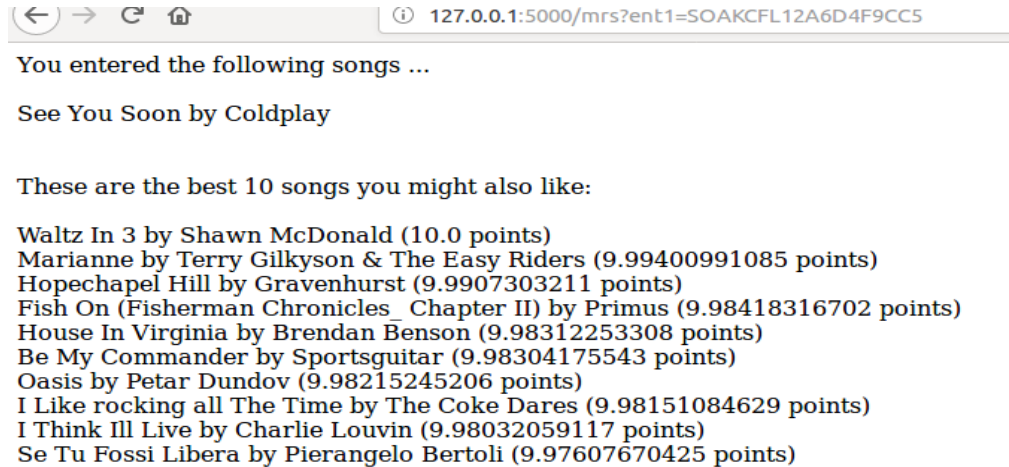 127.0.0.1:5000/mrs?ent1=SOAKCFL12A6D4F9CC5
You entered the following songs ...
See You Soon by Coldplay
These are the best 10 songs you might also like:
Waltz In 3 by Shawn McDonald (10.0 points)
Marianne by Terry Gilkyson & The Easy Riders (9.99400991085 points)
Hopechapel Hill by Gravenhurst (9.9907303211 points)
Fish On (Fisherman Chronicles_ Chapter II) by Primus (9.98418316702 points)
House In Virginia by Brendan Benson (9.98312253308 points)
Be My Commander by Sportsguitar (9.98304175543 points)
Oasis by Petar Dundov (9.98215245206 points)
I Like rocking all The Time by The Coke Dares (9.98151084629 points)
I Think Ill Live by Charlie Louvin (9.98032059117 points)
Se Tu Fossi Libera by Pierangelo Bertoli (9.97607670425 points)